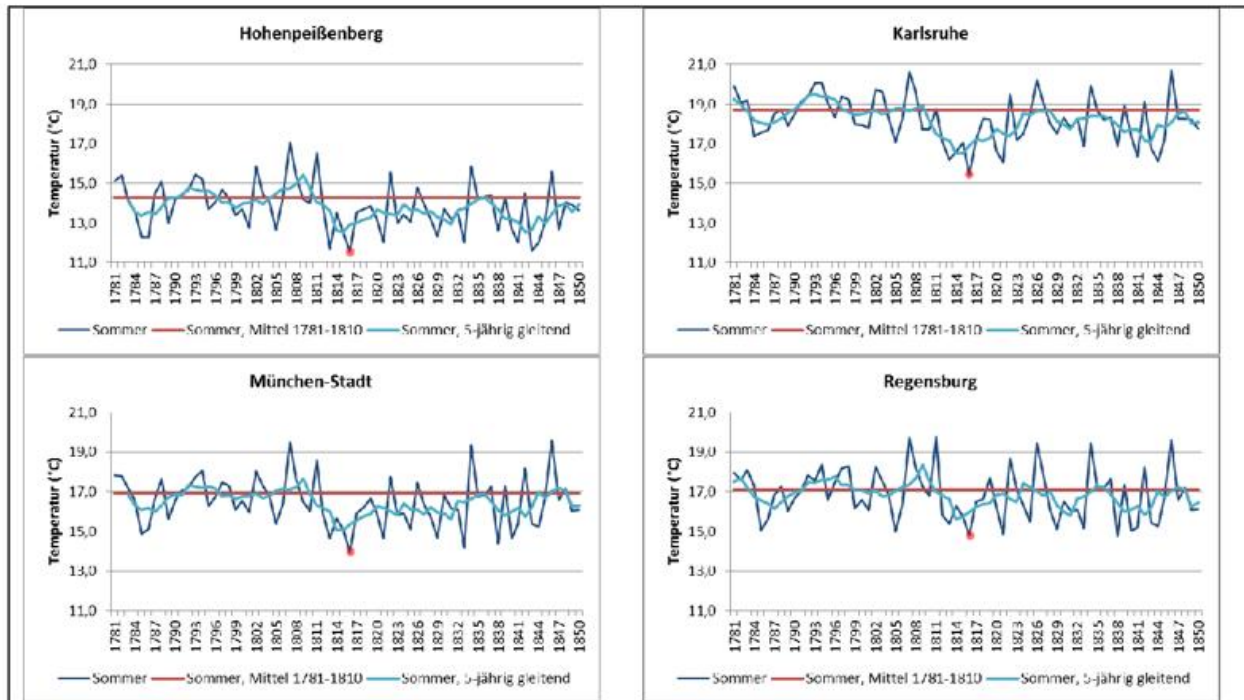 Hohenpeißenberg
Temperatur (°C)
21,0
19,0
17,0
15,0
13,0
11,0
1781 1784 1787 1790 1793 1796 1799 1802 1805 1808 1811 1814 1817 1820 1823 1826 1829 1832 1835 1838 1841 1844 1847 1850
Sommer Sommer, Mittel 1781-1810 Sommer, 5-jährig gleitend
Karlsruhe
Temperatur (°C)
21,0
19,0
17,0
15,0
13,0
11,0
1781 1784 1787 1790 1793 1796 1799 1802 1805 1808 1811 1814 1817 1820 1823 1826 1829 1832 1835 1838 1841 1844 1847 1850
Sommer Sommer, Mittel 1781-1810 Sommer, 5-jährig gleitend
München-Stadt
Temperatur (°C)
21,0
19,0
17,0
15,0
13,0
11,0
1781 1784 1787 1790 1793 1796 1799 1802 1805 1808 1811 1814 1817 1820 1823 1826 1829 1832 1835 1838 1841 1844 1847 1850
Sommer Sommer, Mittel 1781-1810 Sommer, 5-jährig gleitend
Regensburg
Temperatur (°C)
21,0
19,0
17,0
15,0
13,0
11,0
1781 1784 1787 1790 1793 1796 1799 1802 1805 1808 1811 1814 1817 1820 1823 1826 1829 1832 1835 1838 1841 1844 1847 1850
Sommer Sommer, Mittel 1781-1810 Sommer, 5-jährig gleitend